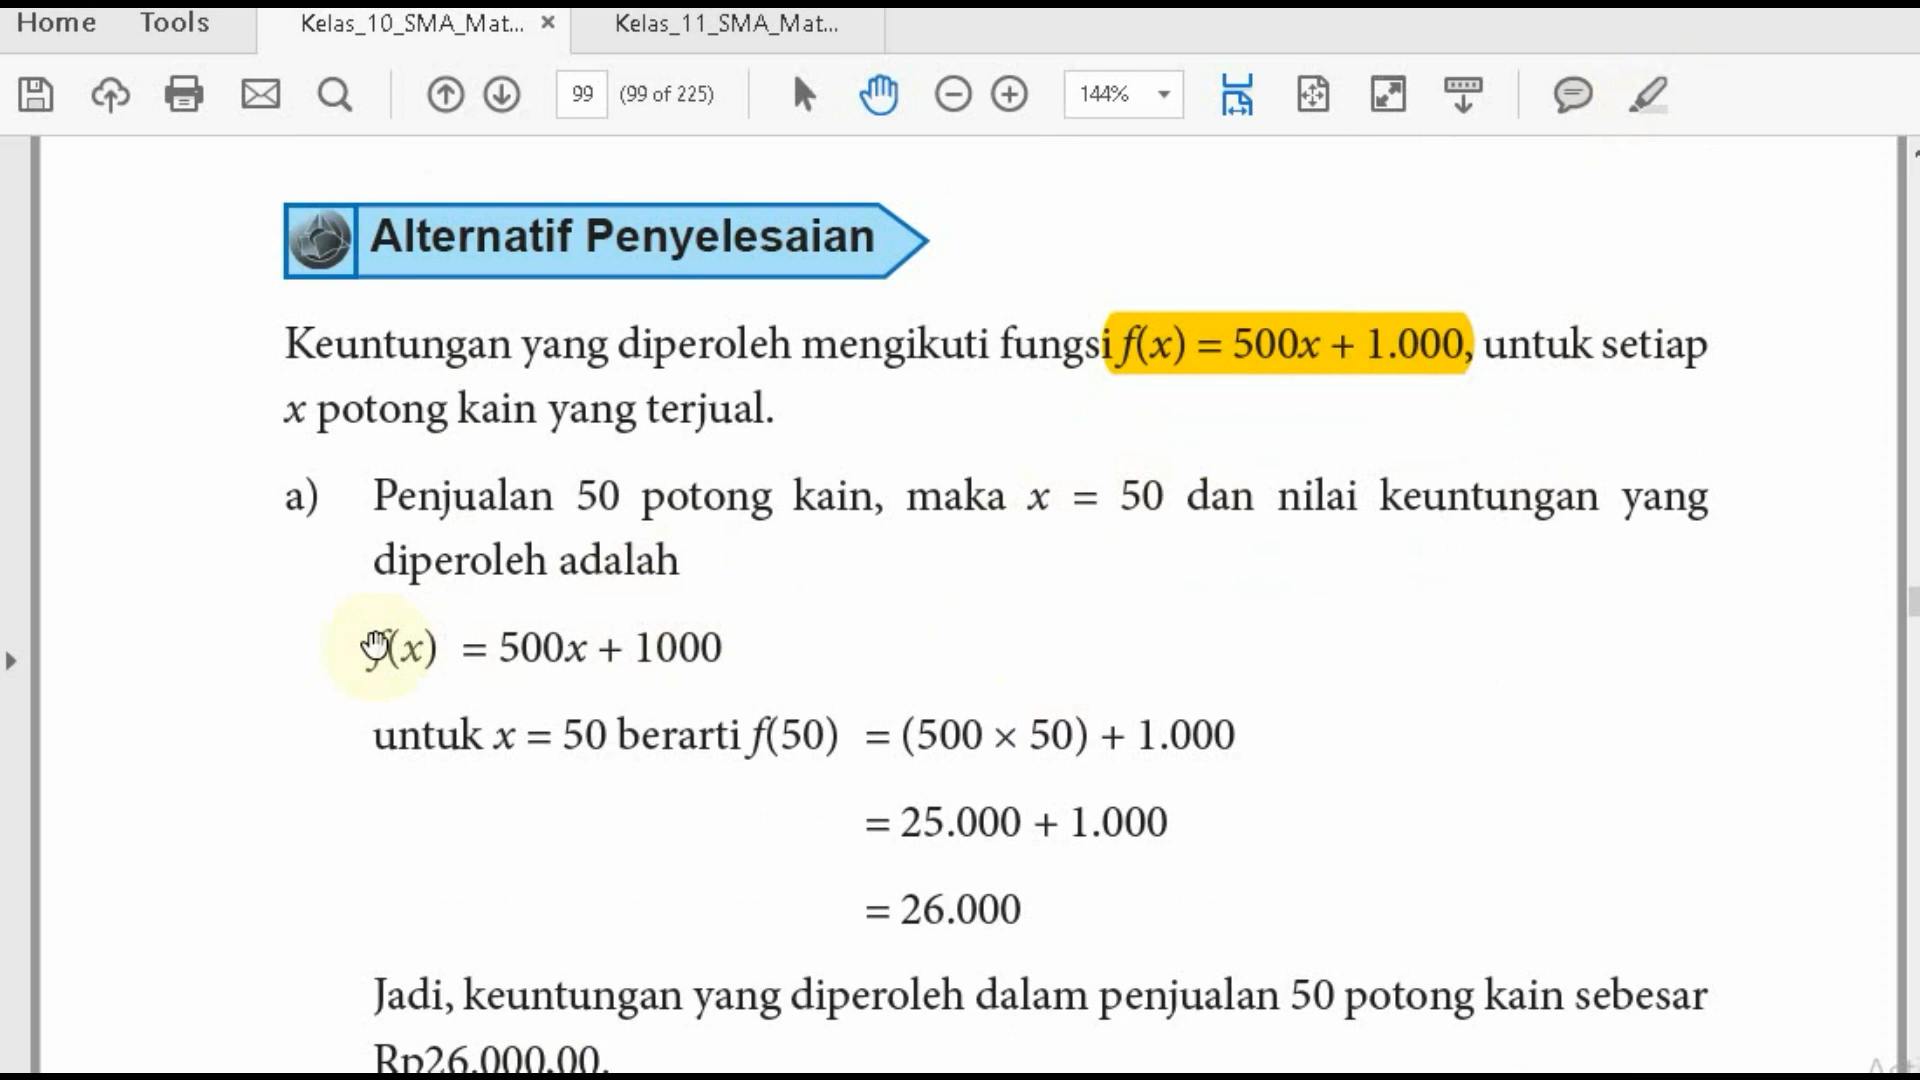 Home Tools Kelas_10_SMA_Mat... Kelas_11_SMA_Mat...
99 (99 of 225) 144%
Alternatif Penyelesaian
Keuntungan yang diperoleh mengikuti fungsi f(x) = 500x + 1.000, untuk setiap
x potong kain yang terjual.
a) Penjualan 50 potong kain, maka x = 50 dan nilai keuntungan yang
diperoleh adalah
f(x) = 500x + 1000
untuk x = 50 berarti f(50) = (500 × 50) + 1.000
= 25.000 + 1.000
= 26.000
Jadi, keuntungan yang diperoleh dalam penjualan 50 potong kain sebesar
Rp26.000,00.